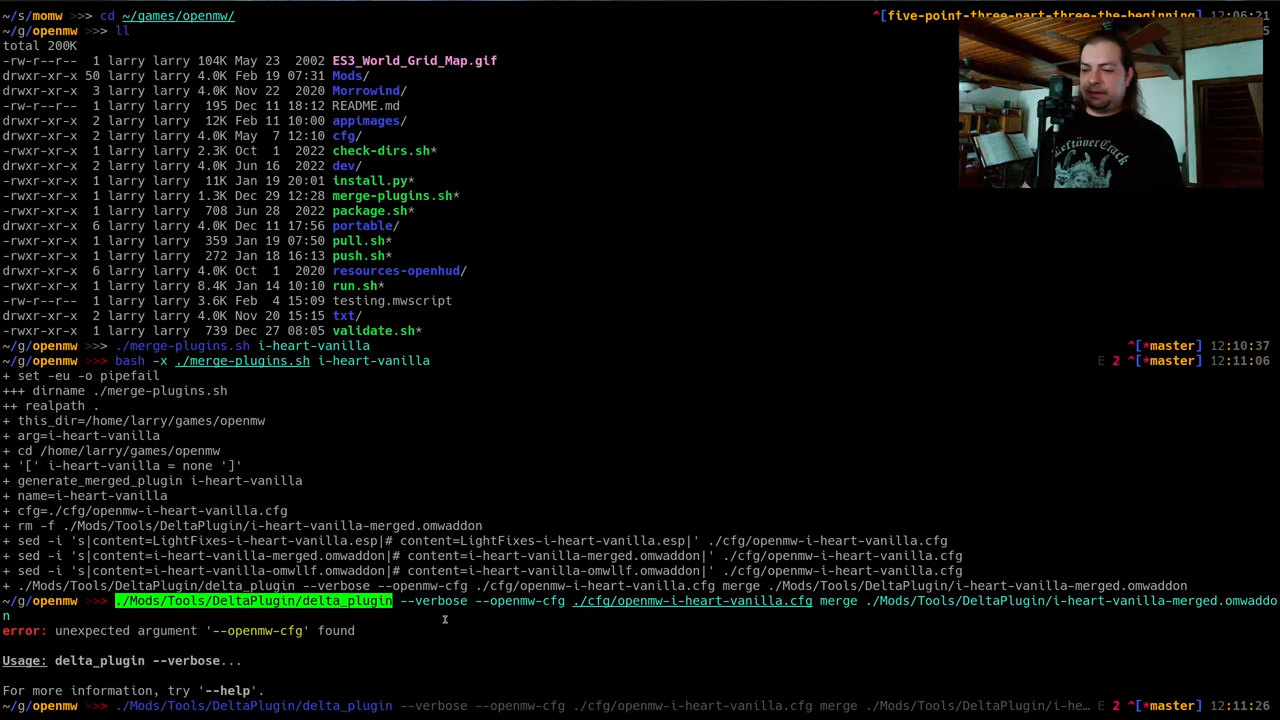 ~/s/momw >>> cd ~/games/openmw/ ^[five-point-three-part-three-the-beginning] 12:06:21
~/g/openmw >>> ll
total 200K
-rw-r--r-- 1 larry larry 104K May 23 2002 ES3_World_Grid_Map.gif
drwxr-xr-x 50 larry larry 4.0K Feb 19 07:31 Mods/
drwxr-xr-x 3 larry larry 4.0K Nov 22 2020 Morrowind/
-rw-r--r-- 1 larry larry 195 Dec 11 18:12 README.md
drwxr-xr-x 2 larry larry 12K Feb 11 10:00 appimages/
drwxr-xr-x 2 larry larry 4.0K May 7 12:10 cfg/
-rwxr-xr-x 1 larry larry 2.3K Oct 1 2022 check-dirs.sh*
drwxr-xr-x 2 larry larry 4.0K Jun 16 2022 dev/
-rwxr-xr-x 1 larry larry 11K Jan 19 20:01 install.py*
-rwxr-xr-x 1 larry larry 1.3K Dec 29 12:28 merge-plugins.sh*
-rwxr-xr-x 1 larry larry 708 Jun 28 2022 package.sh*
drwxr-xr-x 6 larry larry 4.0K Dec 11 17:56 portable/
-rwxr-xr-x 1 larry larry 359 Jan 19 07:50 pull.sh*
-rwxr-xr-x 1 larry larry 272 Jan 18 16:13 push.sh*
drwxr-xr-x 6 larry larry 4.0K Oct 1 2020 resources-openhud/
-rwxr-xr-x 1 larry larry 8.4K Jan 14 10:10 run.sh*
-rw-r--r-- 1 larry larry 3.6K Feb 4 15:09 testing.mwscript
drwxr-xr-x 2 larry larry 4.0K Nov 20 15:15 txt/
-rwxr-xr-x 1 larry larry 739 Dec 27 08:05 validate.sh*
~/g/openmw >>> ./merge-plugins.sh i-heart-vanilla ^[*master] 12:10:37
~/g/openmw >>> bash -x ./merge-plugins.sh i-heart-vanilla E 2 ^[*master] 12:11:06
+ set -eu -o pipefail
+++ dirname ./merge-plugins.sh
++ realpath .
+ this_dir=/home/larry/games/openmw
+ arg=i-heart-vanilla
+ cd /home/larry/games/openmw
+ '[' i-heart-vanilla = none ']'
+ generate_merged_plugin i-heart-vanilla
+ name=i-heart-vanilla
+ cfg=./cfg/openmw-i-heart-vanilla.cfg
+ rm -f ./Mods/Tools/DeltaPlugin/i-heart-vanilla-merged.omwaddon
+ sed -i 's|content=LightFixes-i-heart-vanilla.esp|# content=LightFixes-i-heart-vanilla.esp|' ./cfg/openmw-i-heart-vanilla.cfg
+ sed -i 's|content=i-heart-vanilla-merged.omwaddon|# content=i-heart-vanilla-merged.omwaddon|' ./cfg/openmw-i-heart-vanilla.cfg
+ sed -i 's|content=i-heart-vanilla-omwllf.omwaddon|# content=i-heart-vanilla-omwllf.omwaddon|' ./cfg/openmw-i-heart-vanilla.cfg
+ ./Mods/Tools/DeltaPlugin/delta_plugin --verbose --openmw-cfg ./cfg/openmw-i-heart-vanilla.cfg merge ./Mods/Tools/DeltaPlugin/i-heart-vanilla-merged.omwaddon
~/g/openmw >>> ./Mods/Tools/DeltaPlugin/delta_plugin --verbose --openmw-cfg ./cfg/openmw-i-heart-vanilla.cfg merge ./Mods/Tools/DeltaPlugin/i-heart-vanilla-merged.omwaddo
n
error: unexpected argument '--openmw-cfg' found
Usage: delta_plugin --verbose...
For more information, try '--help'.
~/g/openmw >>> ./Mods/Tools/DeltaPlugin/delta_plugin --verbose --openmw-cfg ./cfg/openmw-i-heart-vanilla.cfg merge ./Mods/Tools/DeltaPlugin/i-he… E 2 ^[*master] 12:11:26